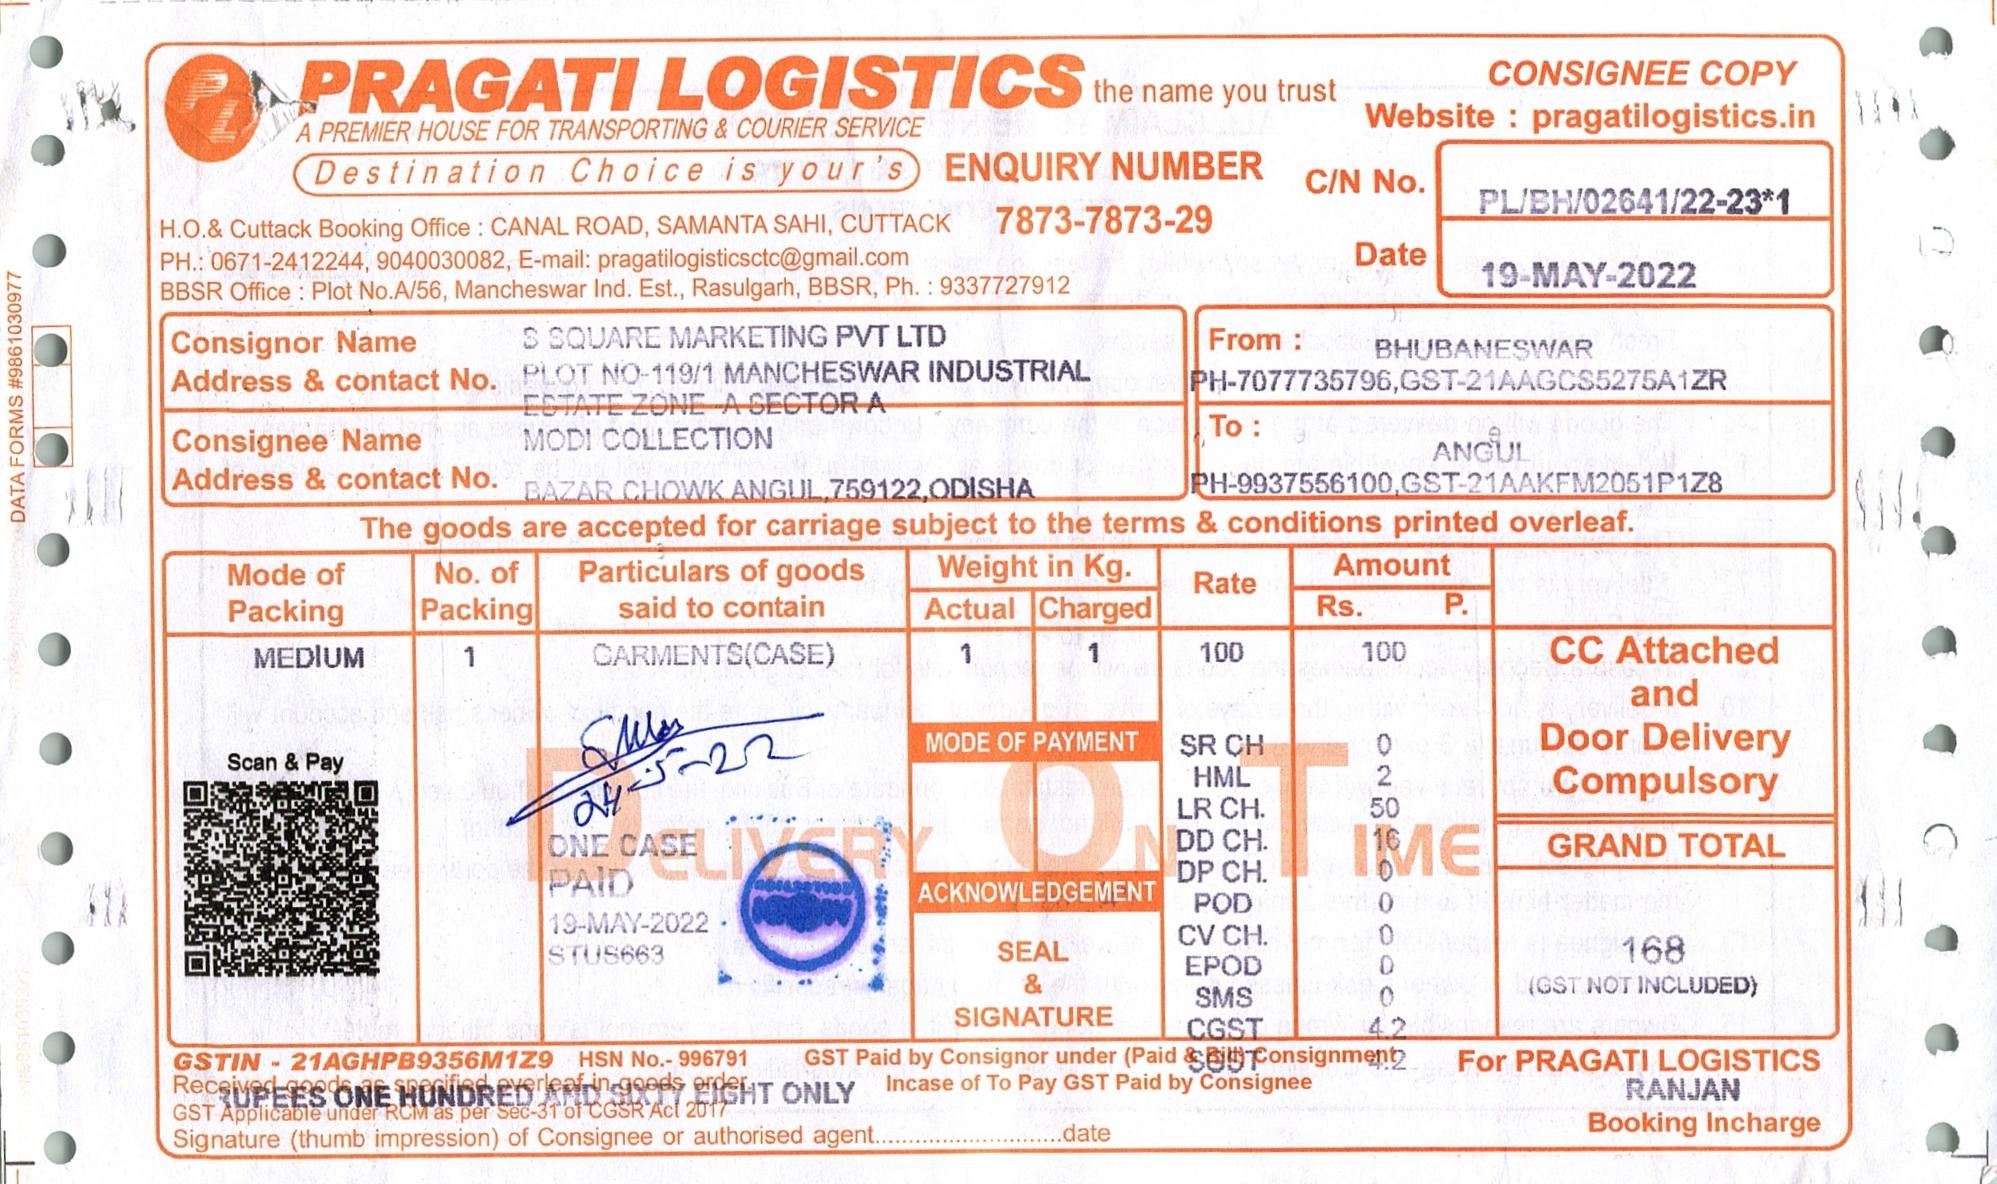 PRAGATI LOGISTICS the name you trust
CONSIGNEE COPY
Website : pragatilogistics.in
A PREMIER HOUSE FOR TRANSPORTING & COURIER SERVICE
Destination Choice is your's
ENQUIRY NUMBER
7873-7873-29
C/N No. PL/BH/02641/22-23*1
Date 19-MAY-2022
H.O.& Cuttack Booking Office : CANAL ROAD, SAMANTA SAHI, CUTTACK
PH.: 0671-2412244, 9040030082, E-mail: pragatilogisticsctc@gmail.com
BBSR Office : Plot No.A/56, Mancheswar Ind. Est., Rasulgarh, BBSR, Ph. : 9337727912
DATA FORMS #9861030977
Consignor Name S SQUARE MARKETING PVT LTD
Address & contact No. PLOT NO-119/1 MANCHESWAR INDUSTRIAL
ESTATE ZONE -A SECTOR A
From : BHUBANESWAR
PH-7077735796,GST-21AAGCS5275A1ZR
Consignee Name MODI COLLECTION
Address & contact No. BAZAR CHOWK ANGUL,759122,ODISHA
To : ANGUL
PH-9937556100,GST-21AAKFM2051P1Z8
The goods are accepted for carriage subject to the terms & conditions printed overleaf.
Mode of Packing No. of Packing Particulars of goods said to contain Weight in Kg. Actual Charged Rate Amount Rs. P.
MEDIUM 1 GARMENTS(CASE) 1 1 100 100
CC Attached
and
Door Delivery
Compulsory
24-5-22
Scan & Pay
DELIVERY ON TIME
ONE CASE
PAID
19-MAY-2022
STUS663
MODE OF PAYMENT
ACKNOWLEDGEMENT
SEAL
&
SIGNATURE
SR CH 0
HML 2
LR CH. 50
DD CH. 16
DP CH. 0
POD 0
CV CH. 0
EPOD 0
SMS 0
CGST 4.2
SGST 4.2
GRAND TOTAL
168
(GST NOT INCLUDED)
GSTIN - 21AGHPB9356M1Z9 HSN No.- 996791
GST Paid by Consignor under (Paid & Bill) Consignment
Incase of To Pay GST Paid by Consignee
Received goods as specified overleaf in goods order.
RUPEES ONE HUNDRED AND SIXTY EIGHT ONLY
GST Applicable under RCM as per Sec-31 of CGSR Act 2017
Signature (thumb impression) of Consignee or authorised agent............................date
For PRAGATI LOGISTICS
RANJAN
Booking Incharge